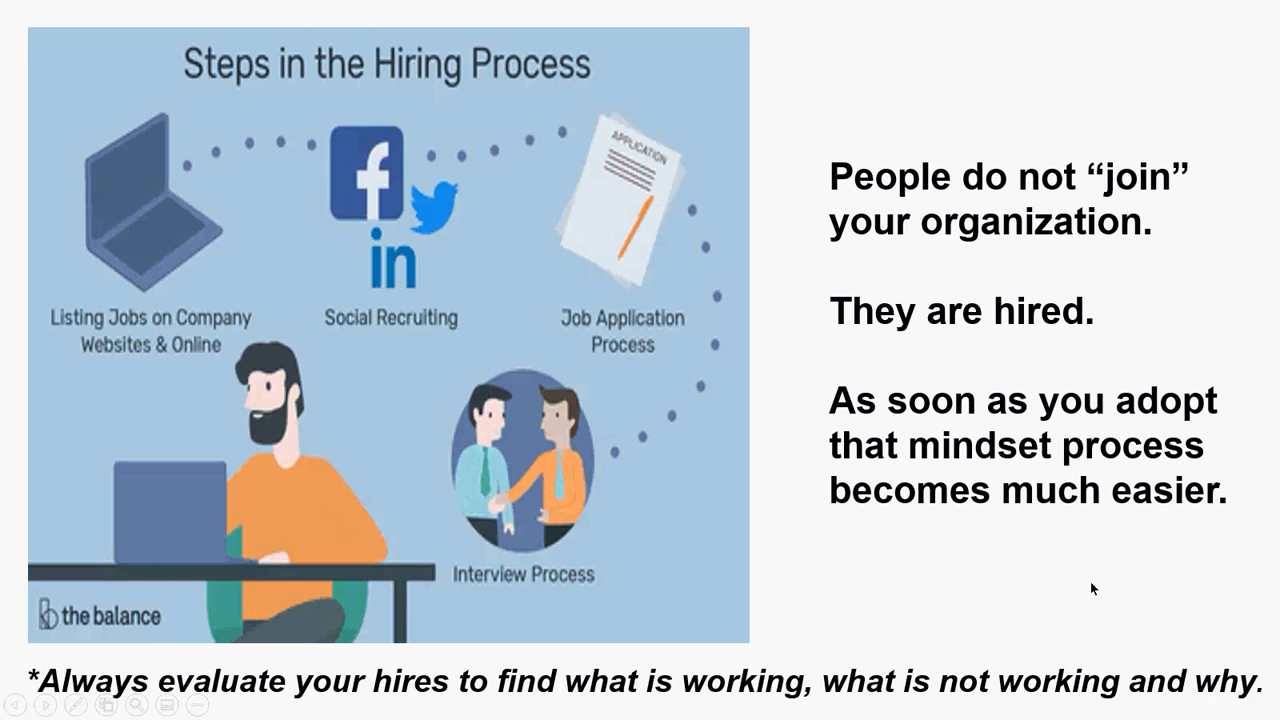 Steps in the Hiring Process
APPLICATION
Listing Jobs on Company
Websites & Online
Social Recruiting
Job Application
Process
Interview Process
the balance
People do not “join”
your organization.
They are hired.
As soon as you adopt
that mindset process
becomes much easier.
*Always evaluate your hires to find what is working, what is not working and why.